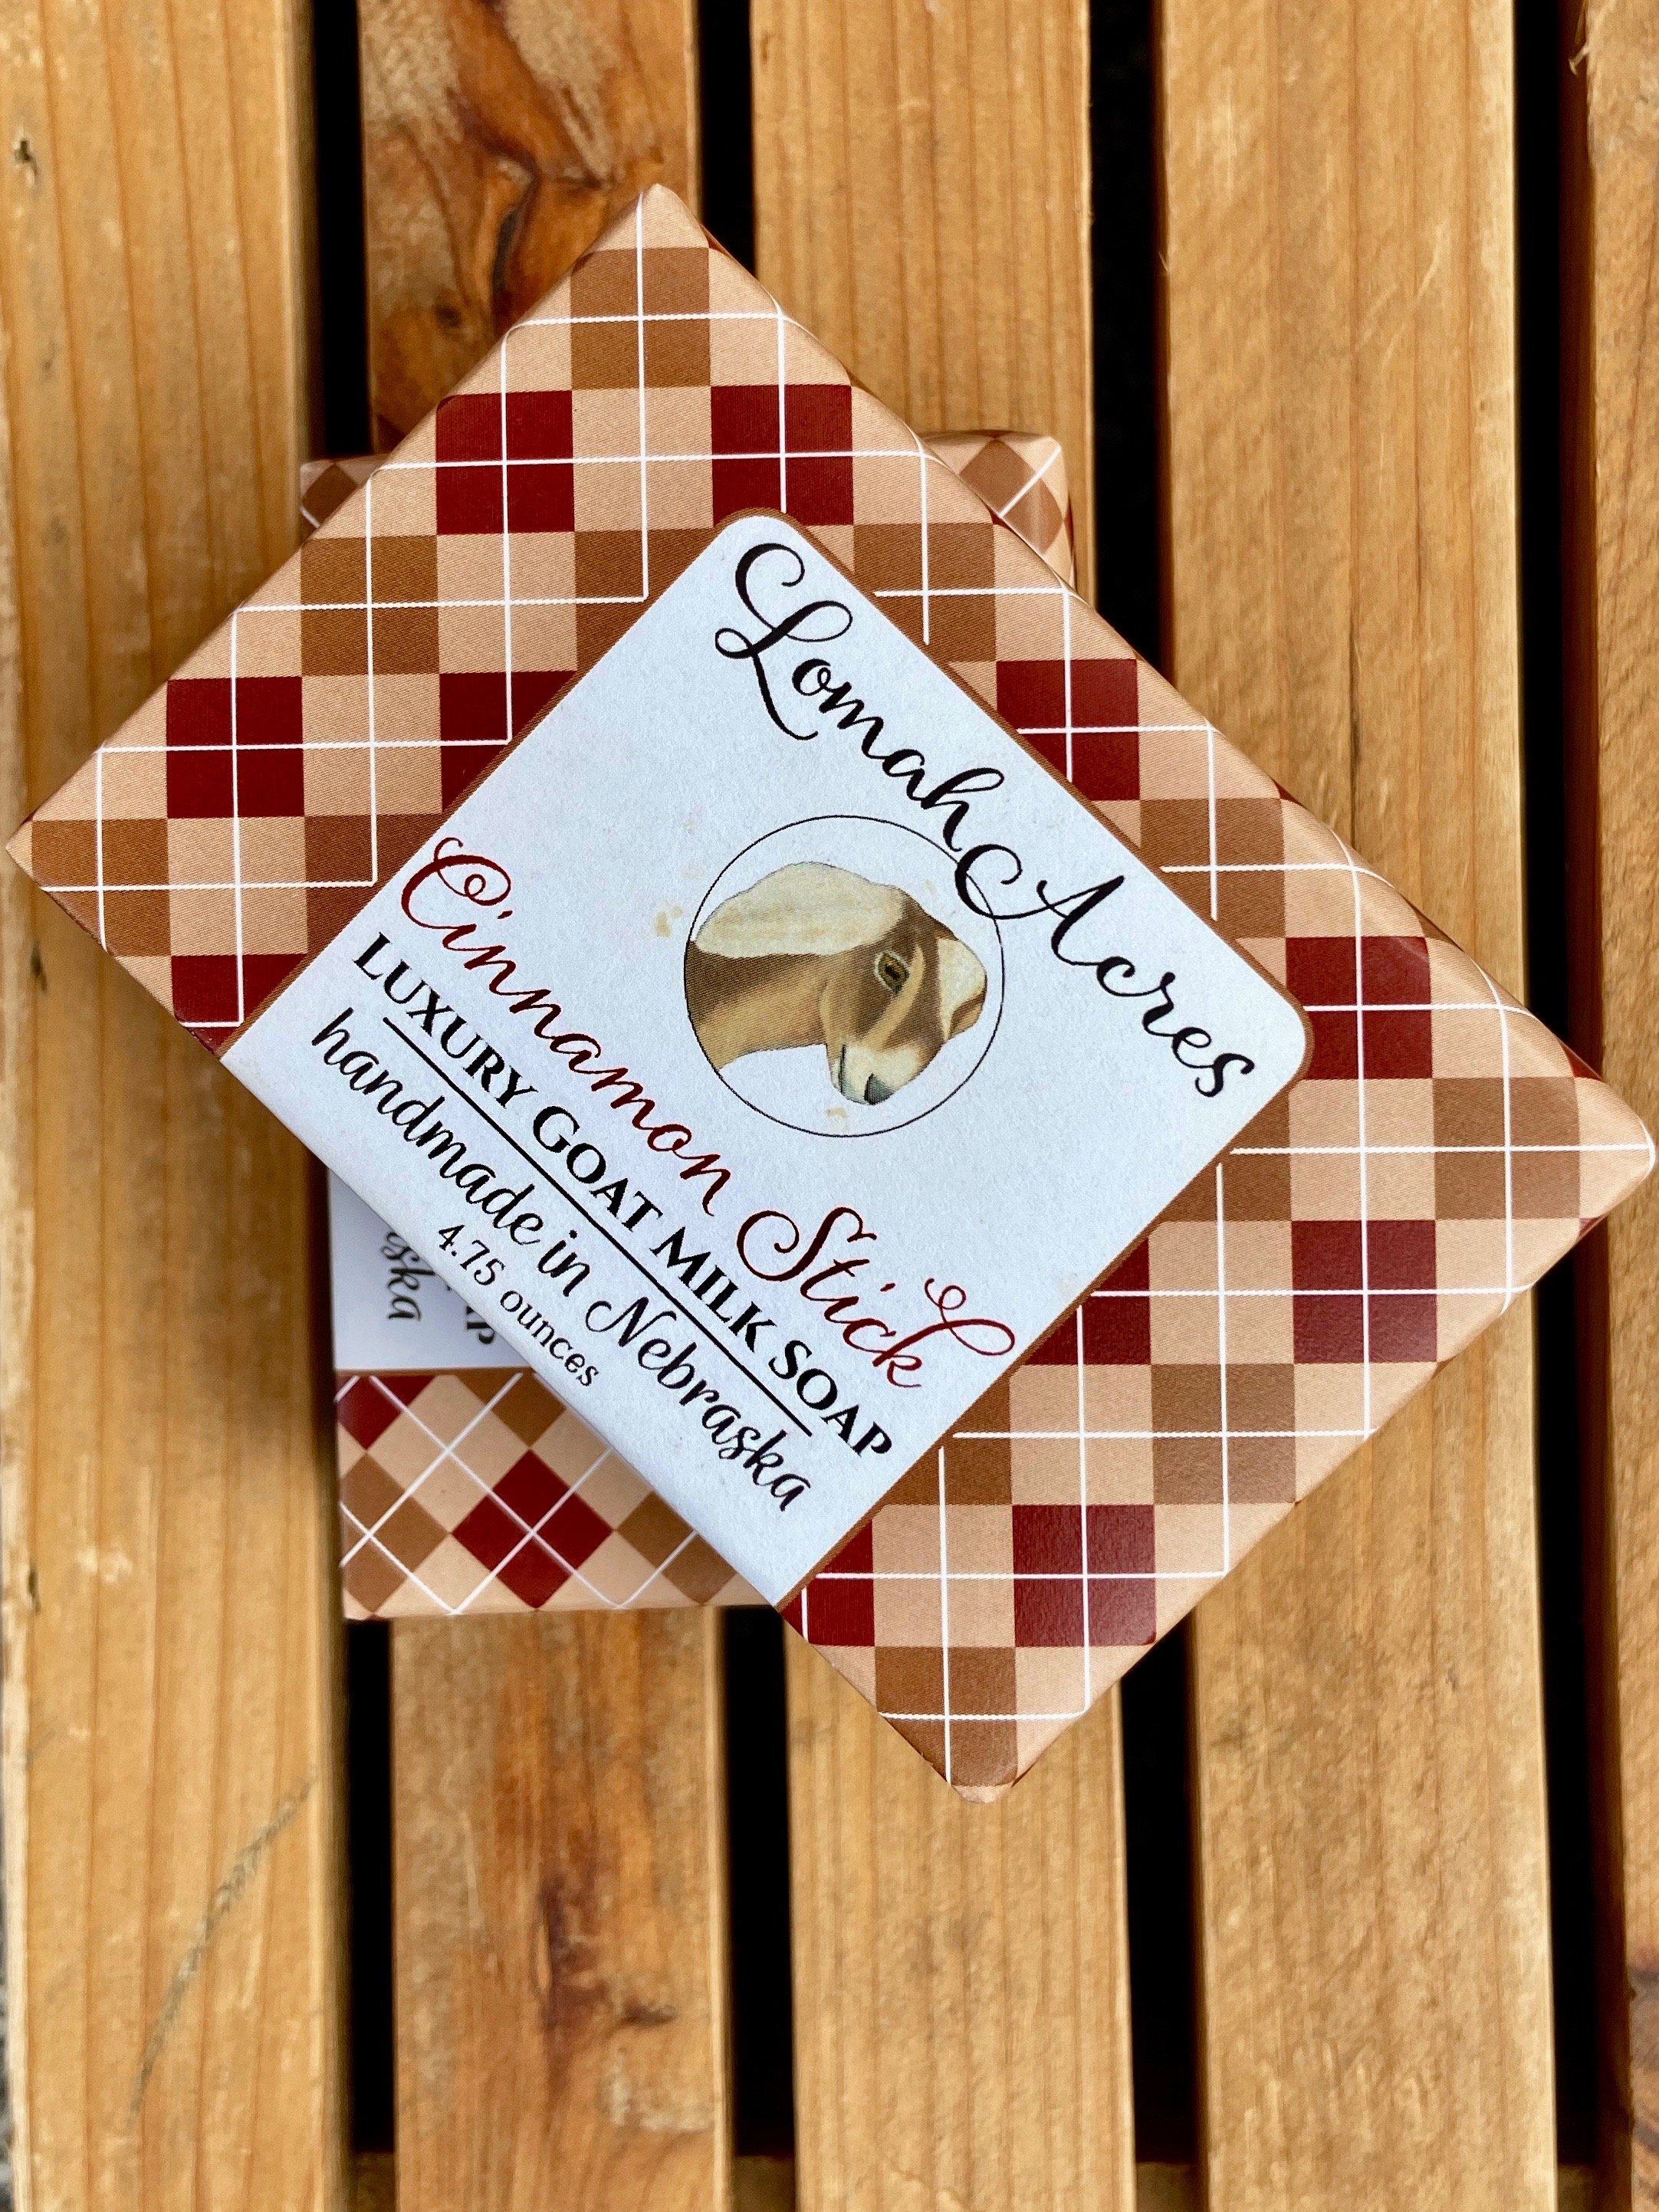 Lomah Acres
Cinnamon Stick
LUXURY GOAT MILK SOAP
handmade in Nebraska
4.75 ounces